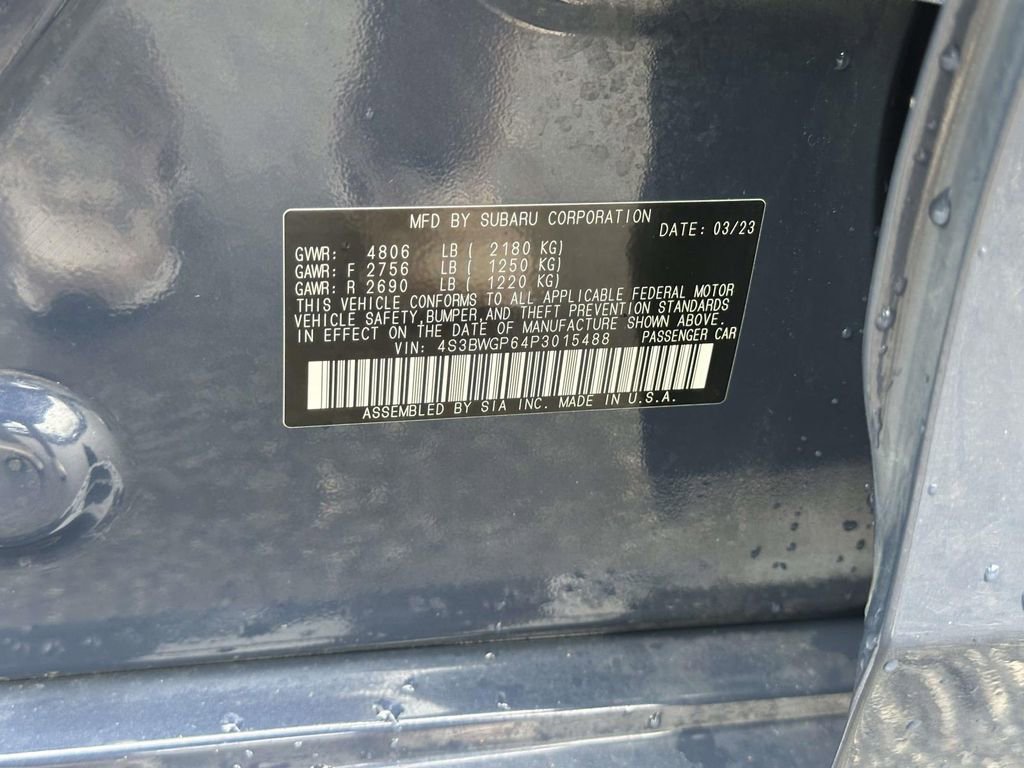 MFD BY SUBARU CORPORATION DATE: 03/23
GVWR: 4806 LB ( 2180 KG)
GAWR: F 2756 LB ( 1250 KG)
GAWR: R 2690 LB ( 1220 KG)
THIS VEHICLE CONFORMS TO ALL APPLICABLE FEDERAL MOTOR
VEHICLE SAFETY, BUMPER, AND THEFT PREVENTION STANDARDS
IN EFFECT ON THE DATE OF MANUFACTURE SHOWN ABOVE.
VIN: 4S3BWGP64P3015488 PASSENGER CAR
ASSEMBLED BY SIA INC. MADE IN U.S.A.